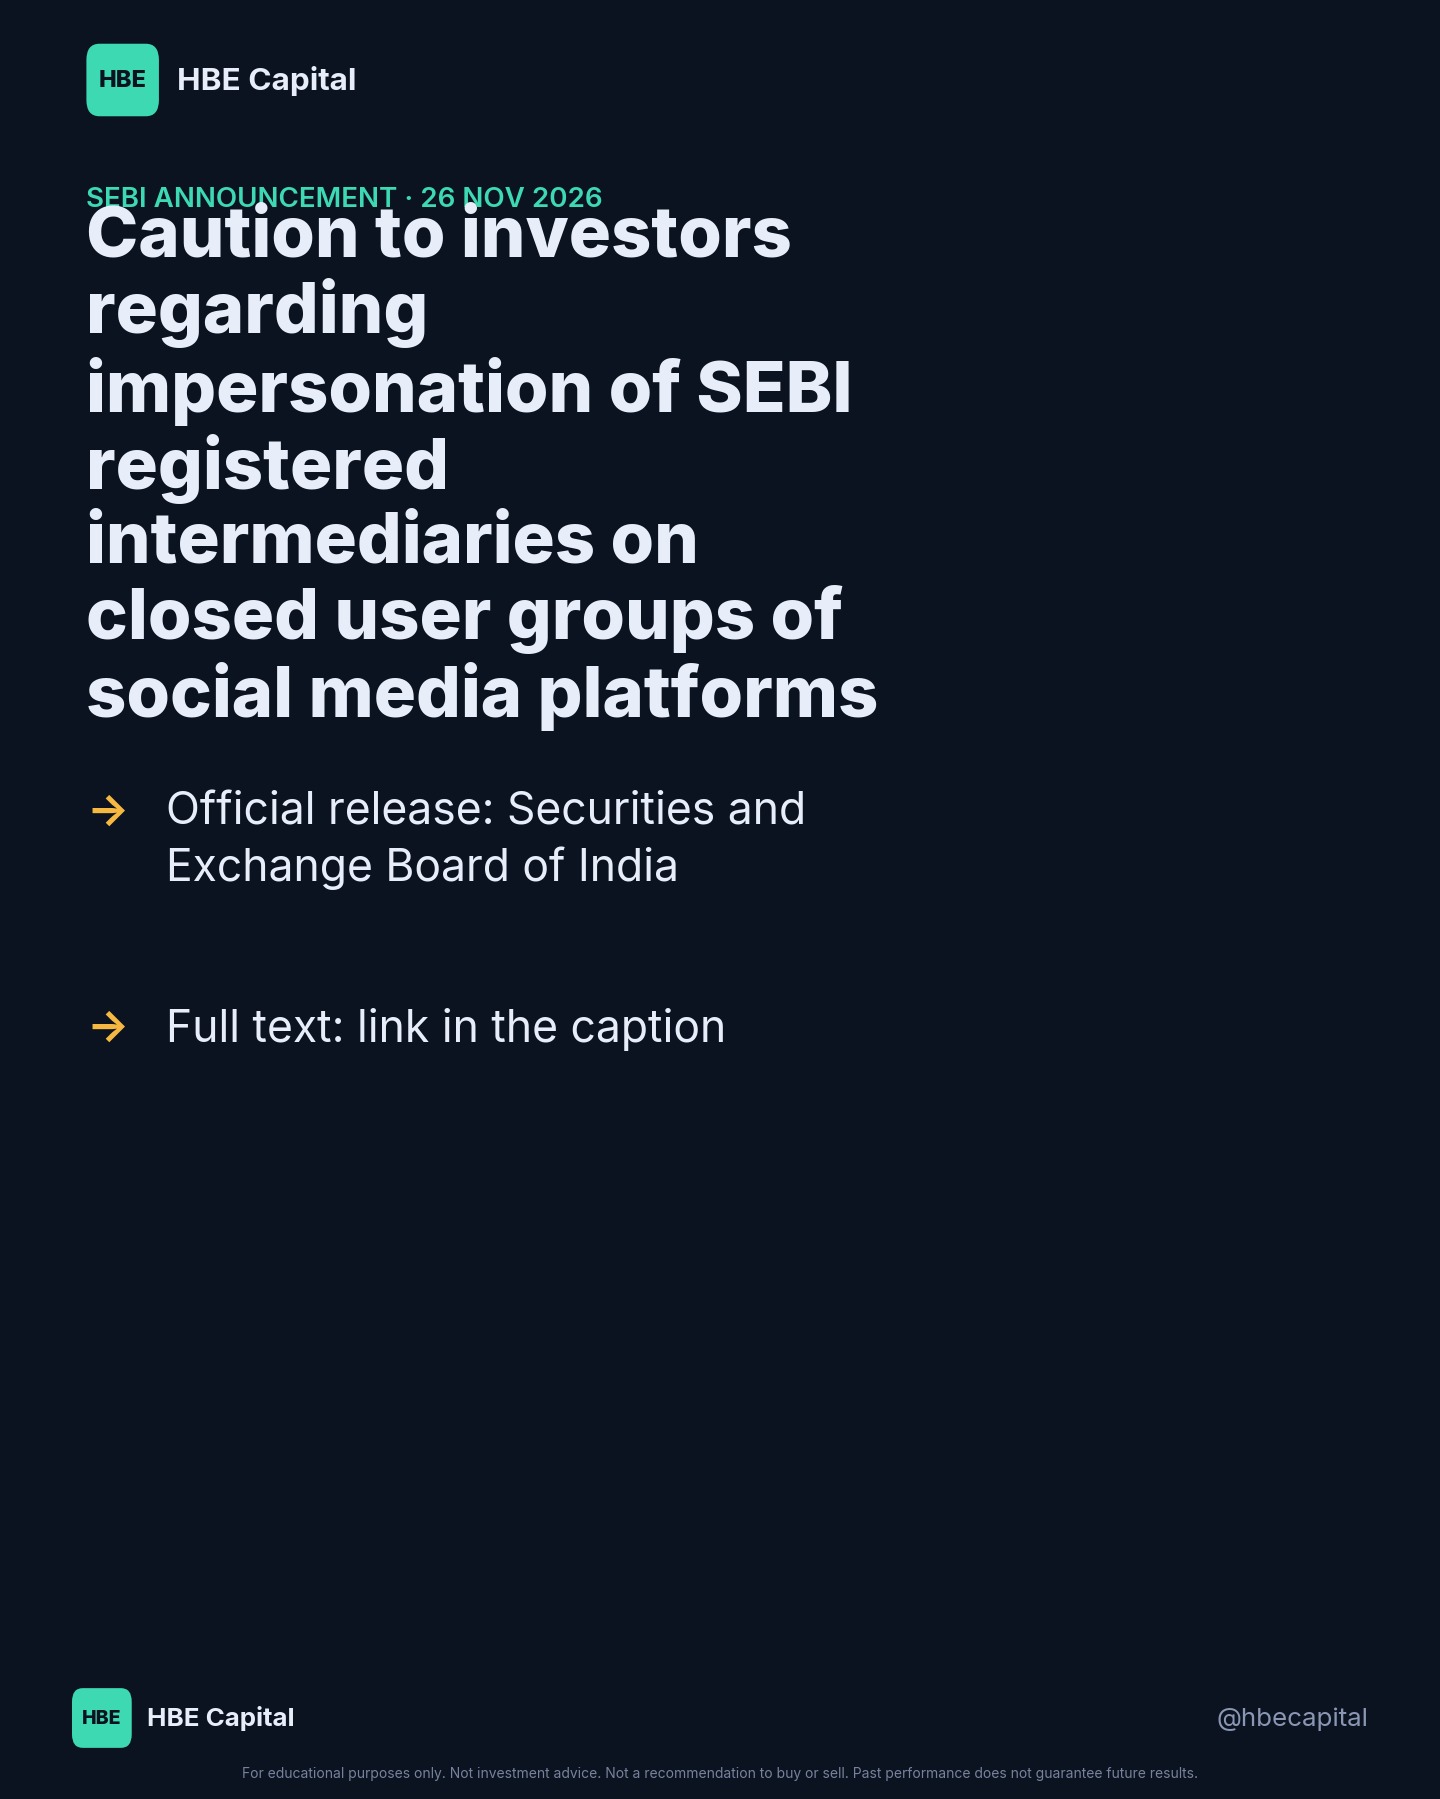 HBE
HBE Capital
SEBI ANNOUNCEMENT · 26 NOV 2026
Caution to investors
regarding
impersonation of SEBI
registered
intermediaries on
closed user groups of
social media platforms
→ Official release: Securities and
Exchange Board of India
→ Full text: link in the caption
HBE
HBE Capital
@hbecapital
For educational purposes only. Not investment advice. Not a recommendation to buy or sell. Past performance does not guarantee future results.